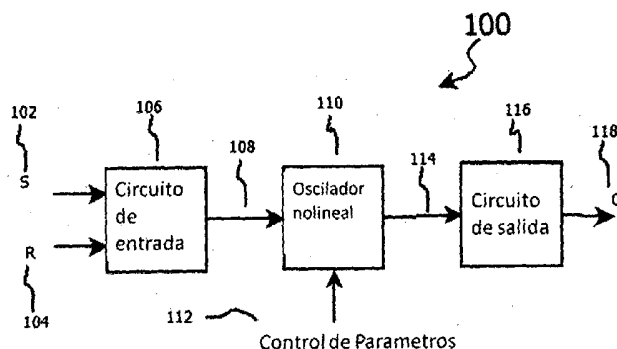 100
102
S
106
Circuito
de
entrada
R
104
108
110
Oscilador
nolineal
112
Control de Parametros
114
116
Circuito
de salida
118